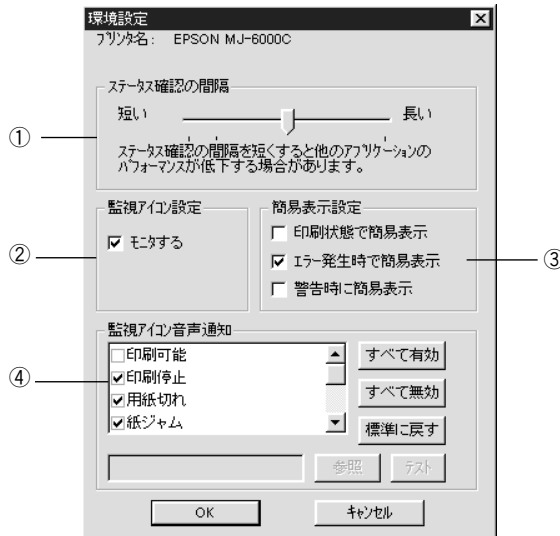 環境設定
プリンタ名: EPSON MJ-6000C
ステータス確認の間隔
短い 長い
①
ステータス確認の間隔を短くすると他のアプリケーションの
パフォーマンスが低下する場合があります。
監視アイコン設定
② モニタする
簡易表示設定
印刷状態で簡易表示
エラー発生時で簡易表示 ③
警告時に簡易表示
監視アイコン音声通知
④
印刷可能
印刷停止
用紙切れ
紙ジャム
すべて有効
すべて無効
標準に戻す
参照 テスト
OK キャンセル